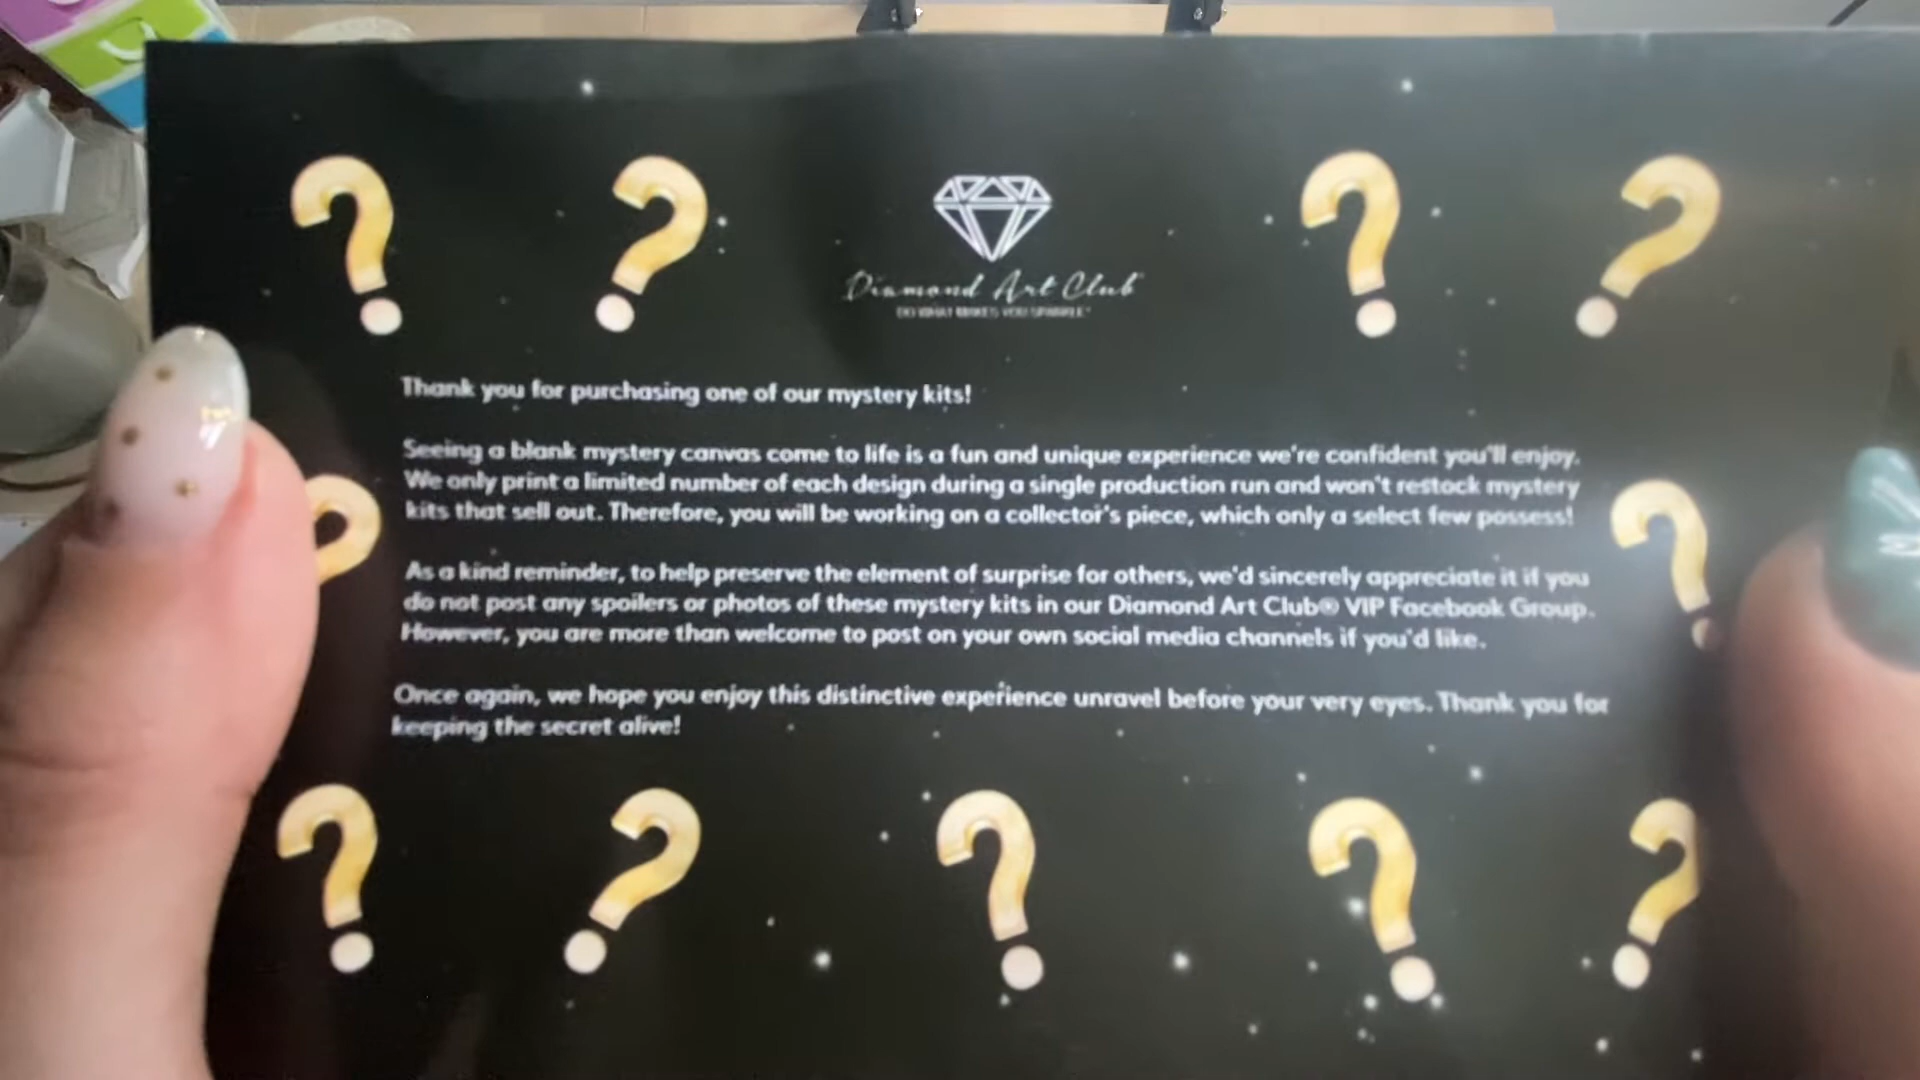 Diamond Art Club
DO WHAT MAKES YOU SPARKLE
Thank you for purchasing one of our mystery kits!
Seeing a blank mystery canvas come to life is a fun and unique experience we're confident you'll enjoy.
We only print a limited number of each design during a single production run and won't restock mystery
kits that sell out. Therefore, you will be working on a collector's piece, which only a select few possess!
As a kind reminder, to help preserve the element of surprise for others, we'd sincerely appreciate it if you
do not post any spoilers or photos of these mystery kits in our Diamond Art Club® VIP Facebook Group.
However, you are more than welcome to post on your own social media channels if you'd like.
Once again, we hope you enjoy this distinctive experience unravel before your very eyes. Thank you for
keeping the secret alive!